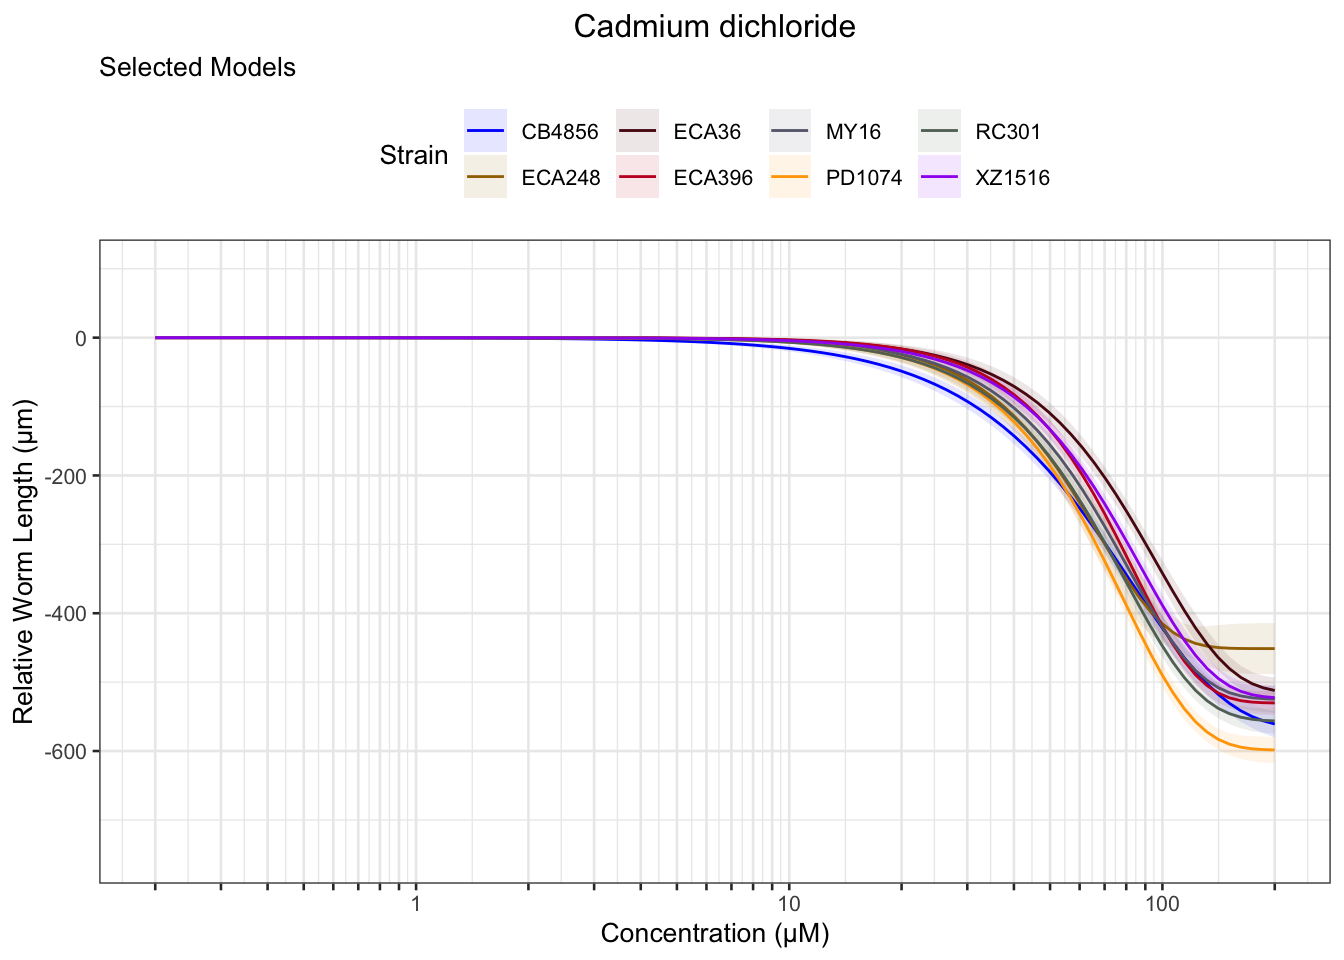 Cadmium dichloride
Selected Models
Strain
CB4856 ECA36 MY16 RC301
ECA248 ECA396 PD1074 XZ1516
Relative Worm Length (µm)
0
-200
-400
-600
1 10 100
Concentration (µM)